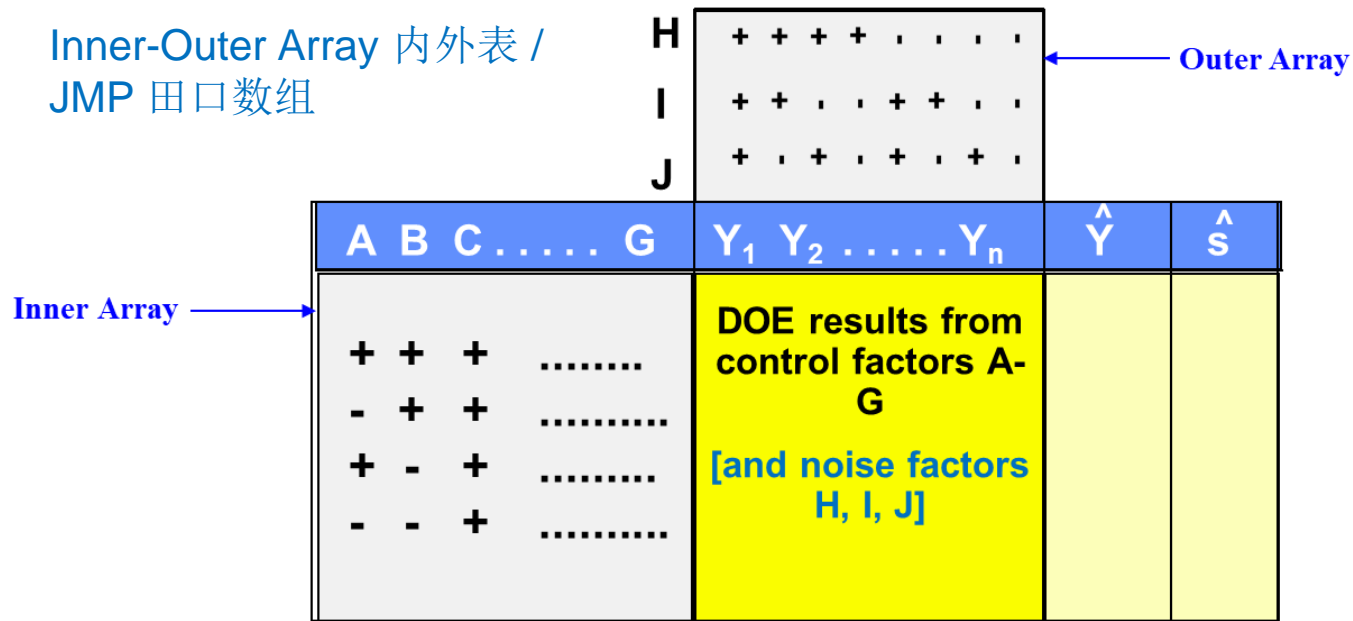 Inner-Outer Array 内外表 /
JMP 田口数组
H + + + + - - - -
I + + - - + + - -
J + - + - + - + -
Outer Array
A B C . . . . . G Y₁ Y₂ . . . . . Yₙ Ŷ ŝ
Inner Array
+ + + ........
- + + ..........
+ - + .........
- - + ..........
DOE results from
control factors A-
G
[and noise factors
H, I, J]